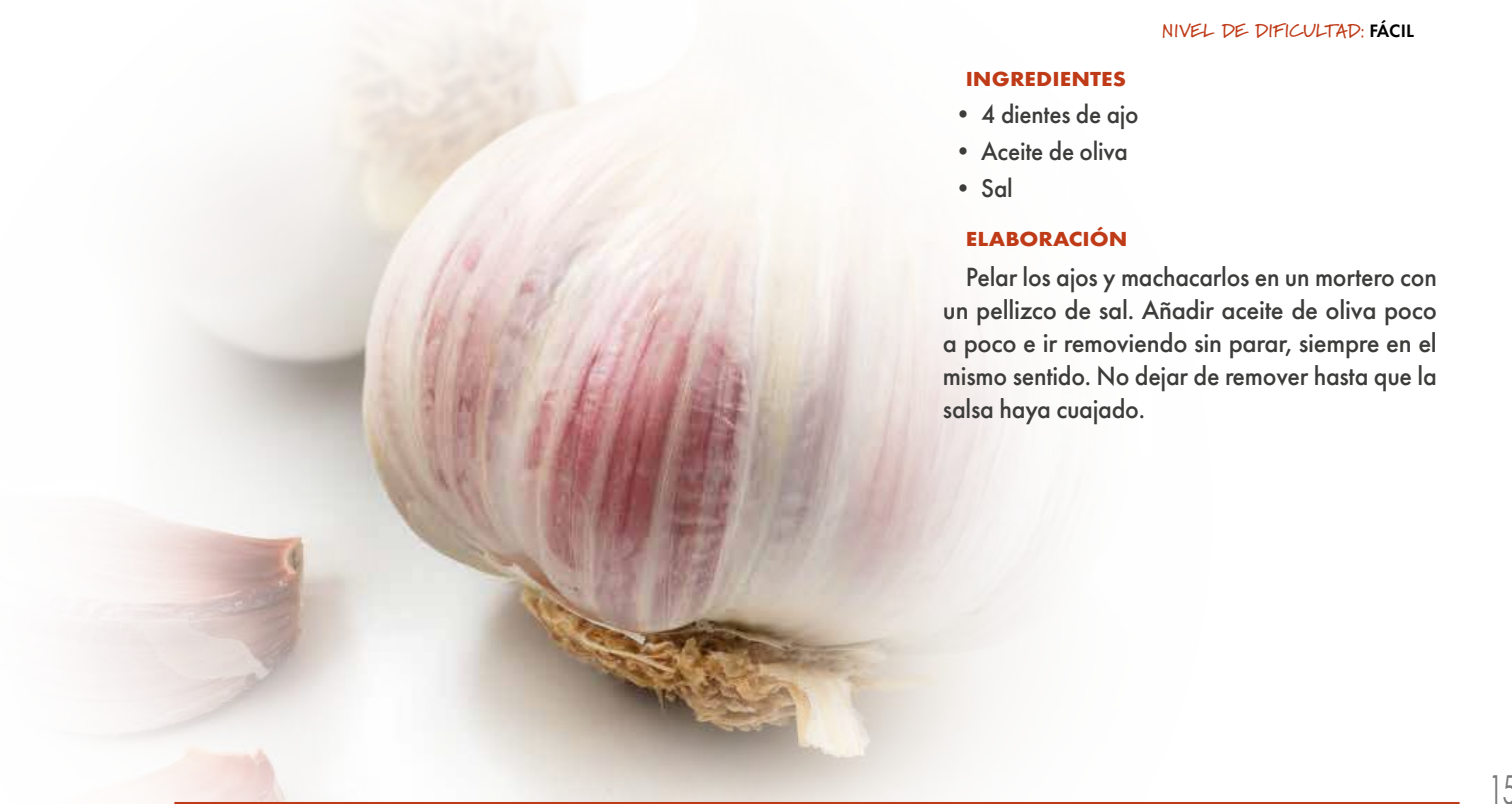 NIVEL DE DIFICULTAD: FÁCIL
INGREDIENTES
• 4 dientes de ajo
• Aceite de oliva
• Sal
ELABORACIÓN
Pelar los ajos y machacarlos en un mortero con
un pellizco de sal. Añadir aceite de oliva poco
a poco e ir removiendo sin parar, siempre en el
mismo sentido. No dejar de remover hasta que la
salsa haya cuajado.
15